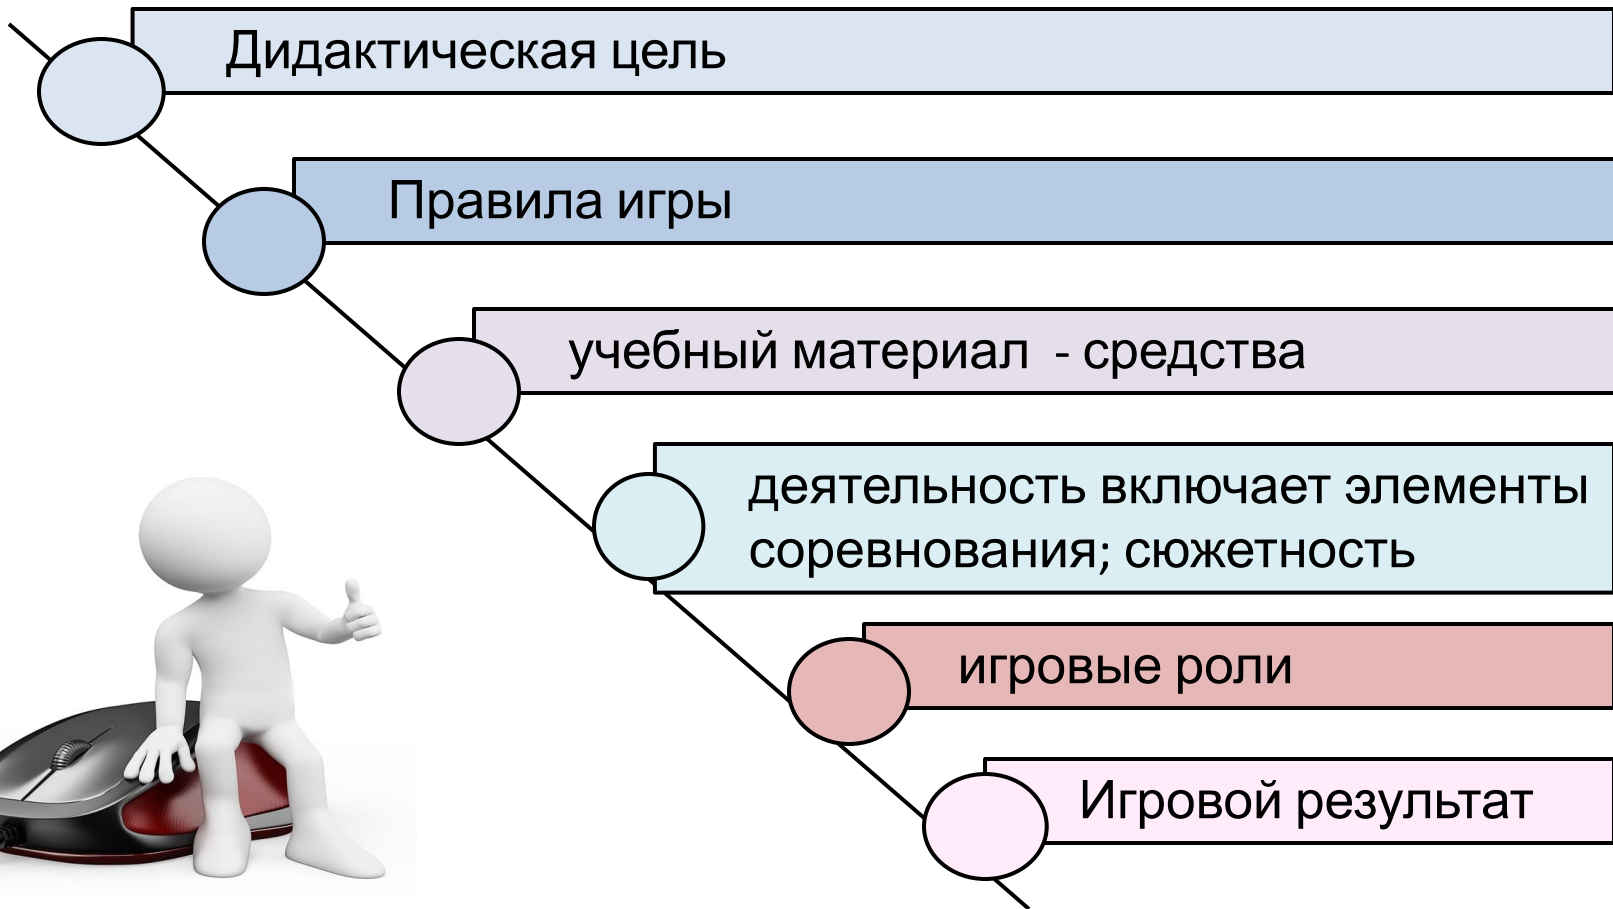 Дидактическая цель
Правила игры
учебный материал - средства
деятельность включает элементы
соревнования; сюжетность
игровые роли
Игровой результат